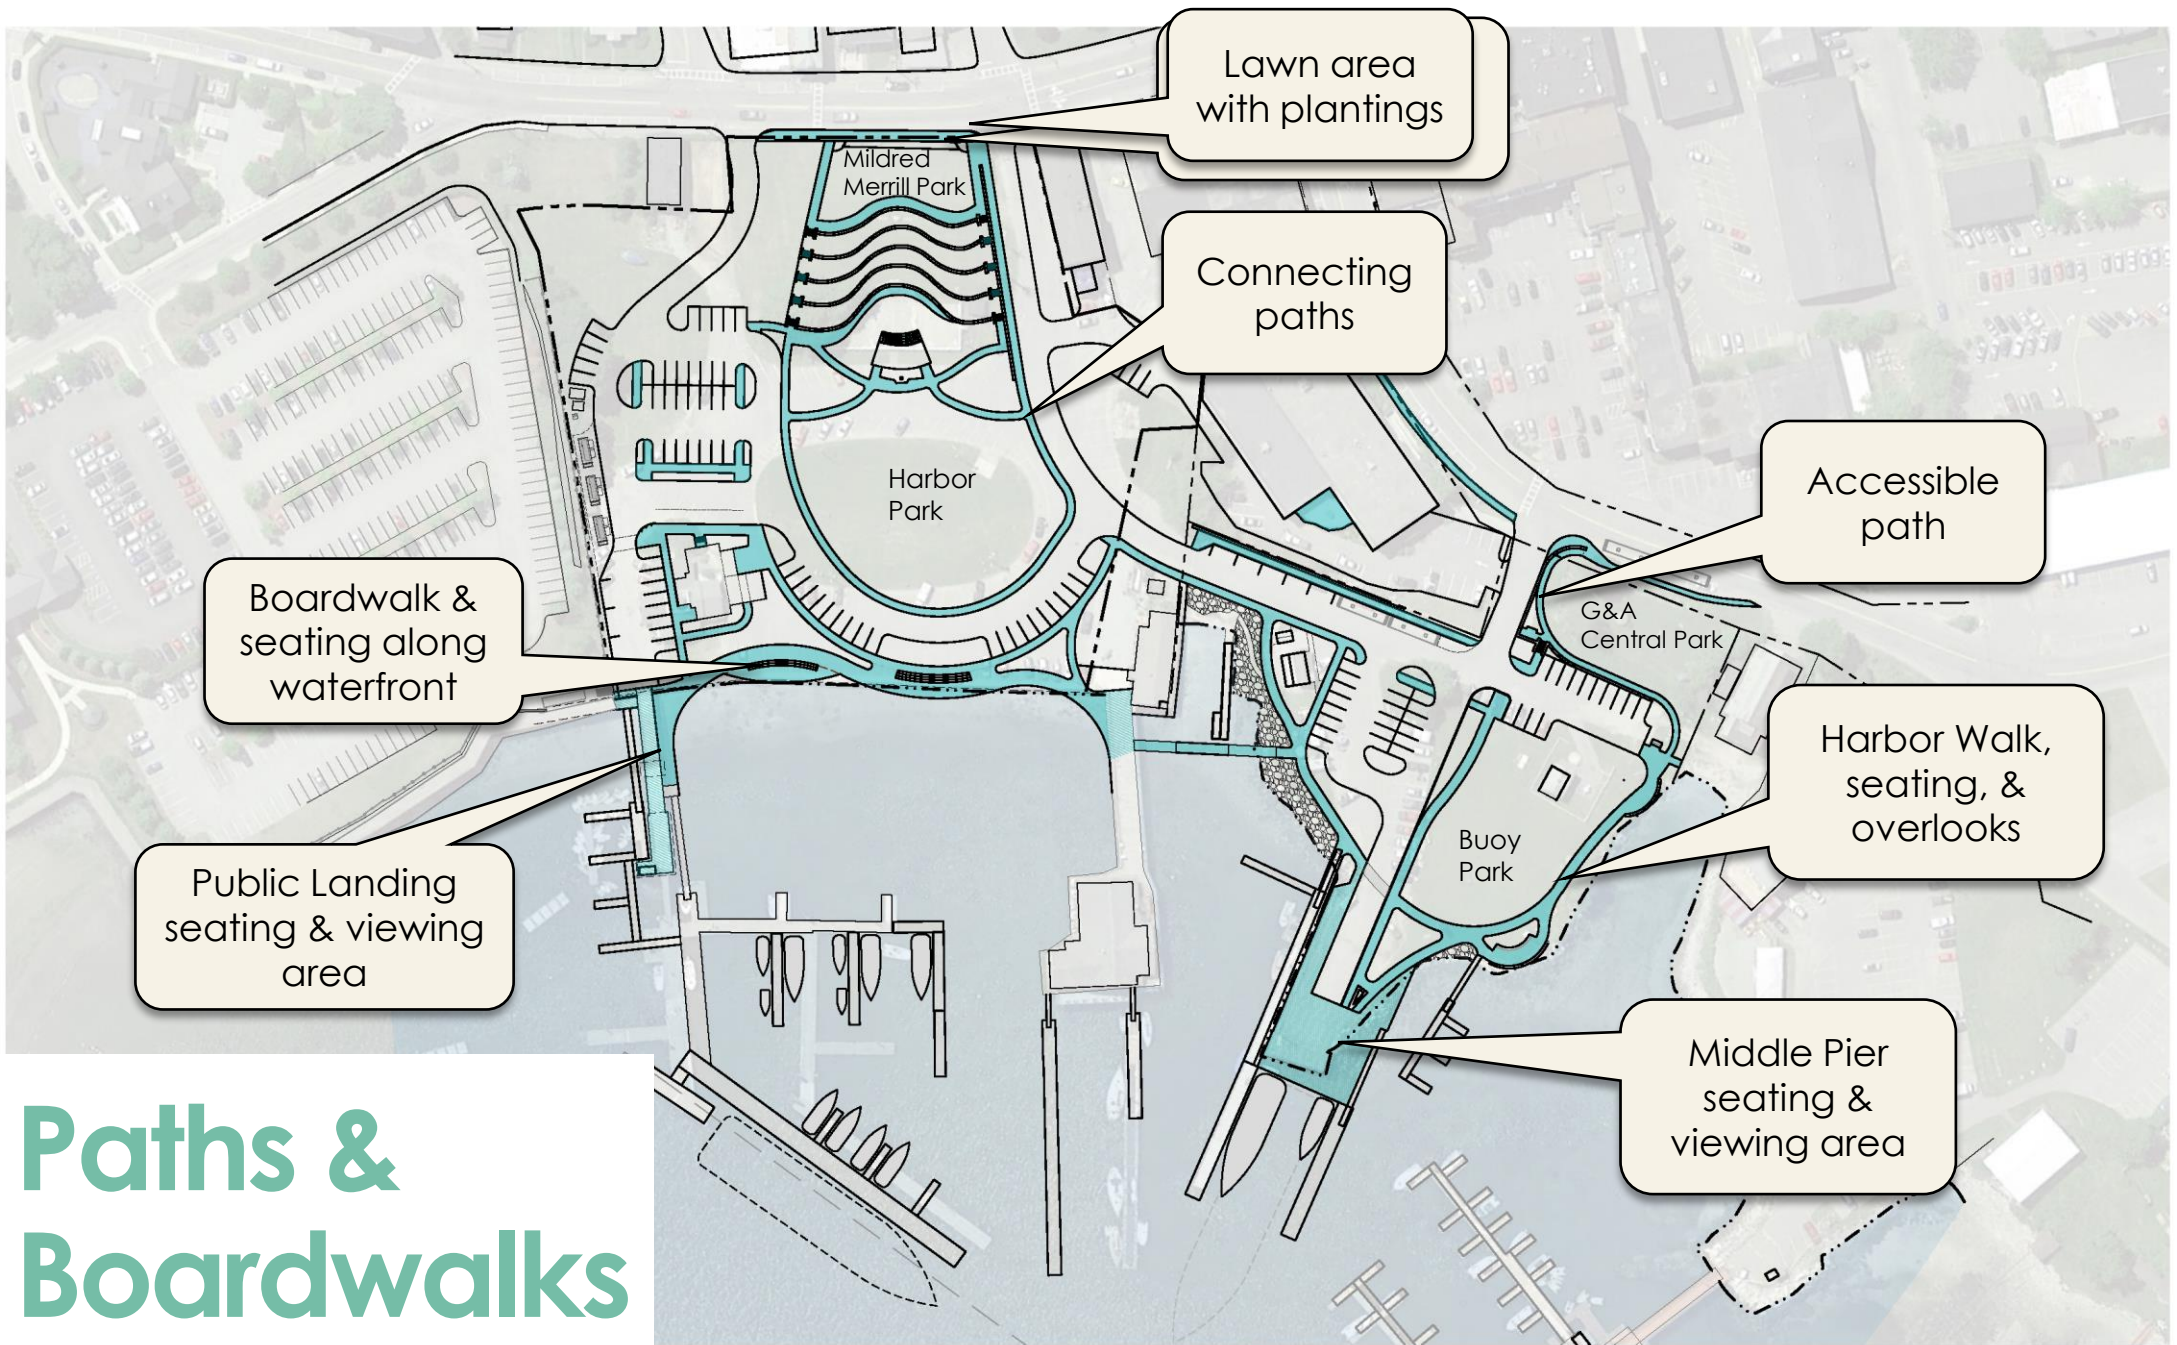 Lawn area
with plantings
Mildred
Merrill Park
Connecting
paths
Harbor
Park
Accessible
path
Boardwalk &
seating along
waterfront
G&A
Central Park
Harbor Walk,
seating, &
overlooks
Buoy
Park
Public Landing
seating & viewing
area
Middle Pier
seating &
viewing area
Paths &
Boardwalks